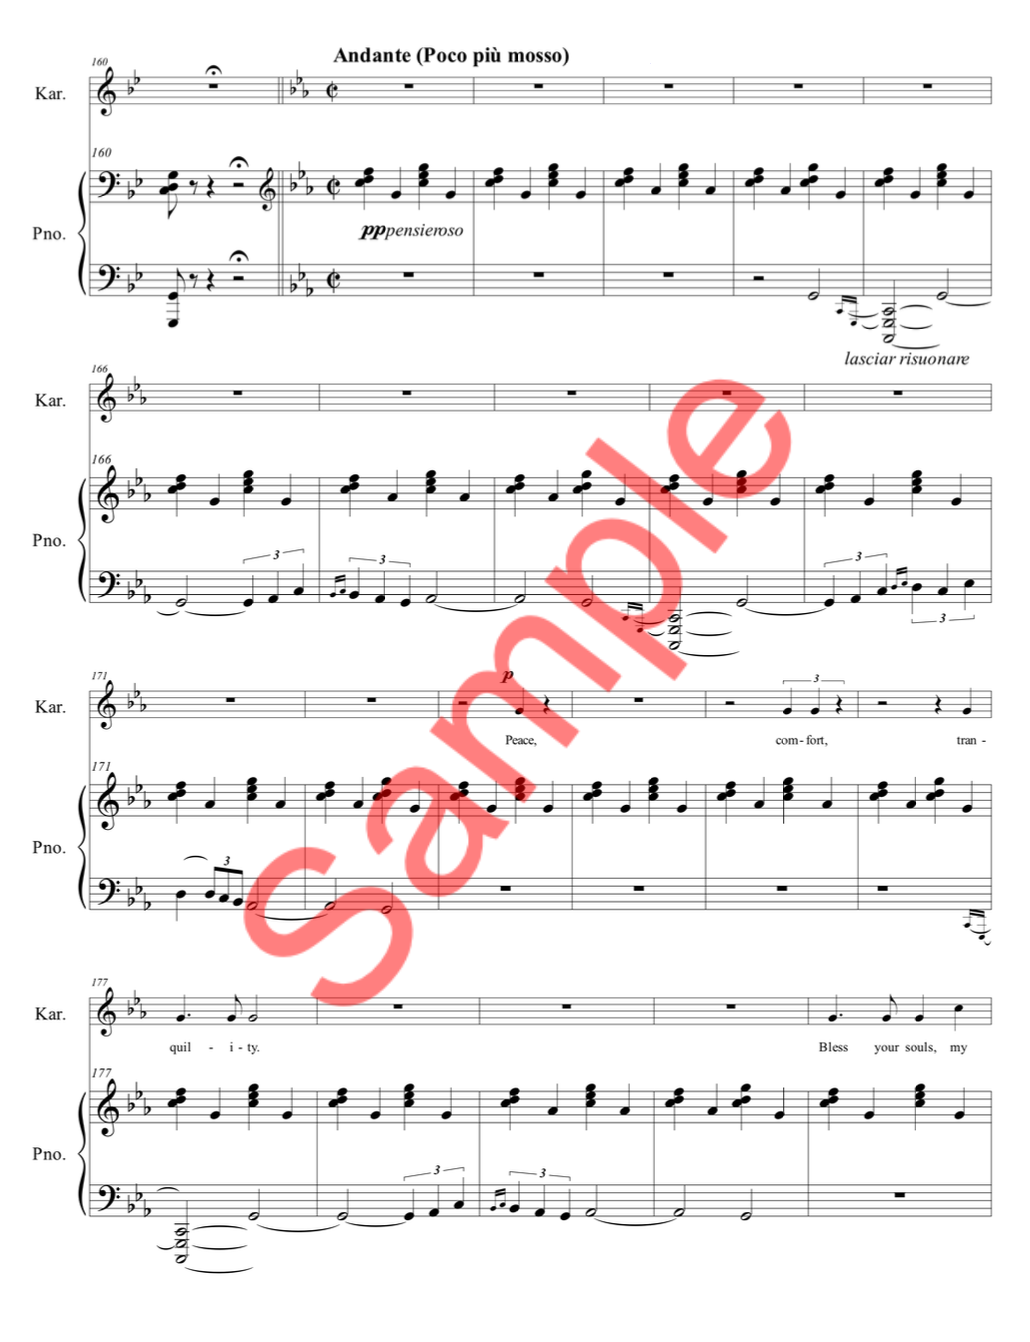 Andante (Poco più mosso)
160
Kar.
160
Pno.
pp pensieroso
lasciar risuonare
166
Kar.
166
Pno.
3
3
3
3
171
Kar.
p
3
Peace,
com-fort,
tran-
171
Pno.
3
177
Kar.
quil - i - ty.
Bless your souls, my
177
Pno.
3
3
Sample